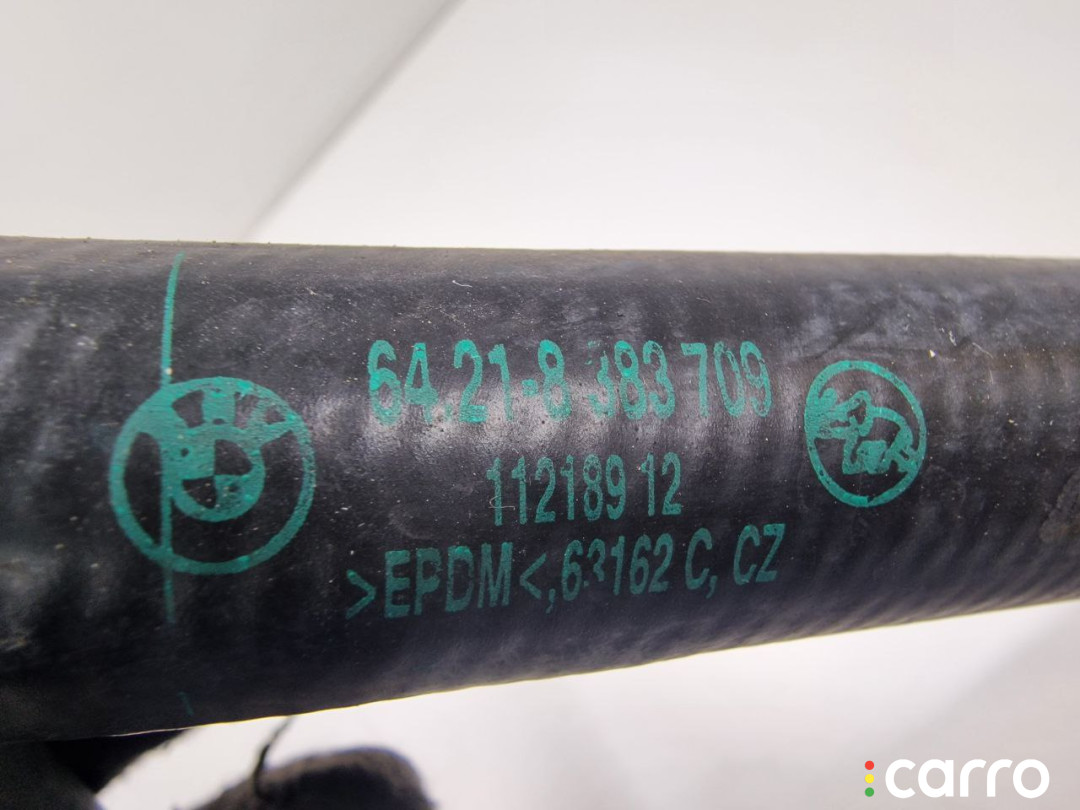 64.21-8 383 709
112189 12
>EPDM<,63162 C, CZ
carro